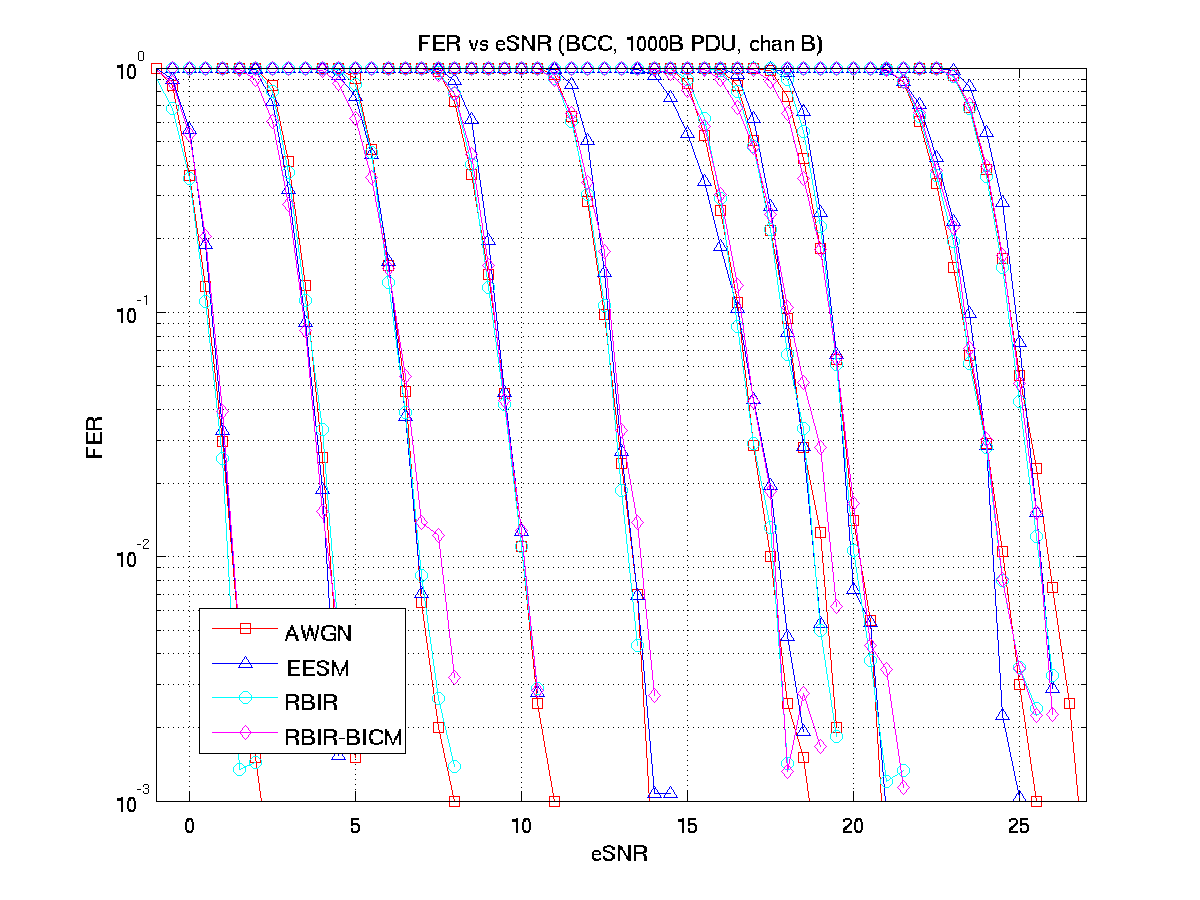 FER vs eSNR (BCC, 1000B PDU, chan B)
10^0
10^-1
10^-2
10^-3
FER
AWGN
EESM
RBIR
RBIR-BICM
0 5 10 15 20 25
eSNR